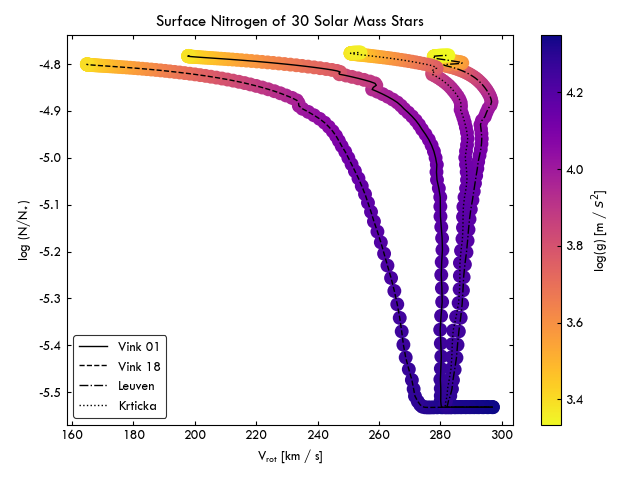 Surface Nitrogen of 30 Solar Mass Stars
log (N/N*)
-4.8
-4.9
-5.0
-5.1
-5.2
-5.3
-5.4
-5.5
Vink 01
Vink 18
Leuven
Krticka
160 180 200 220 240 260 280 300
V_rot [km / s]
4.2
4.0
3.8
3.6
3.4
log(g) [m / s²]